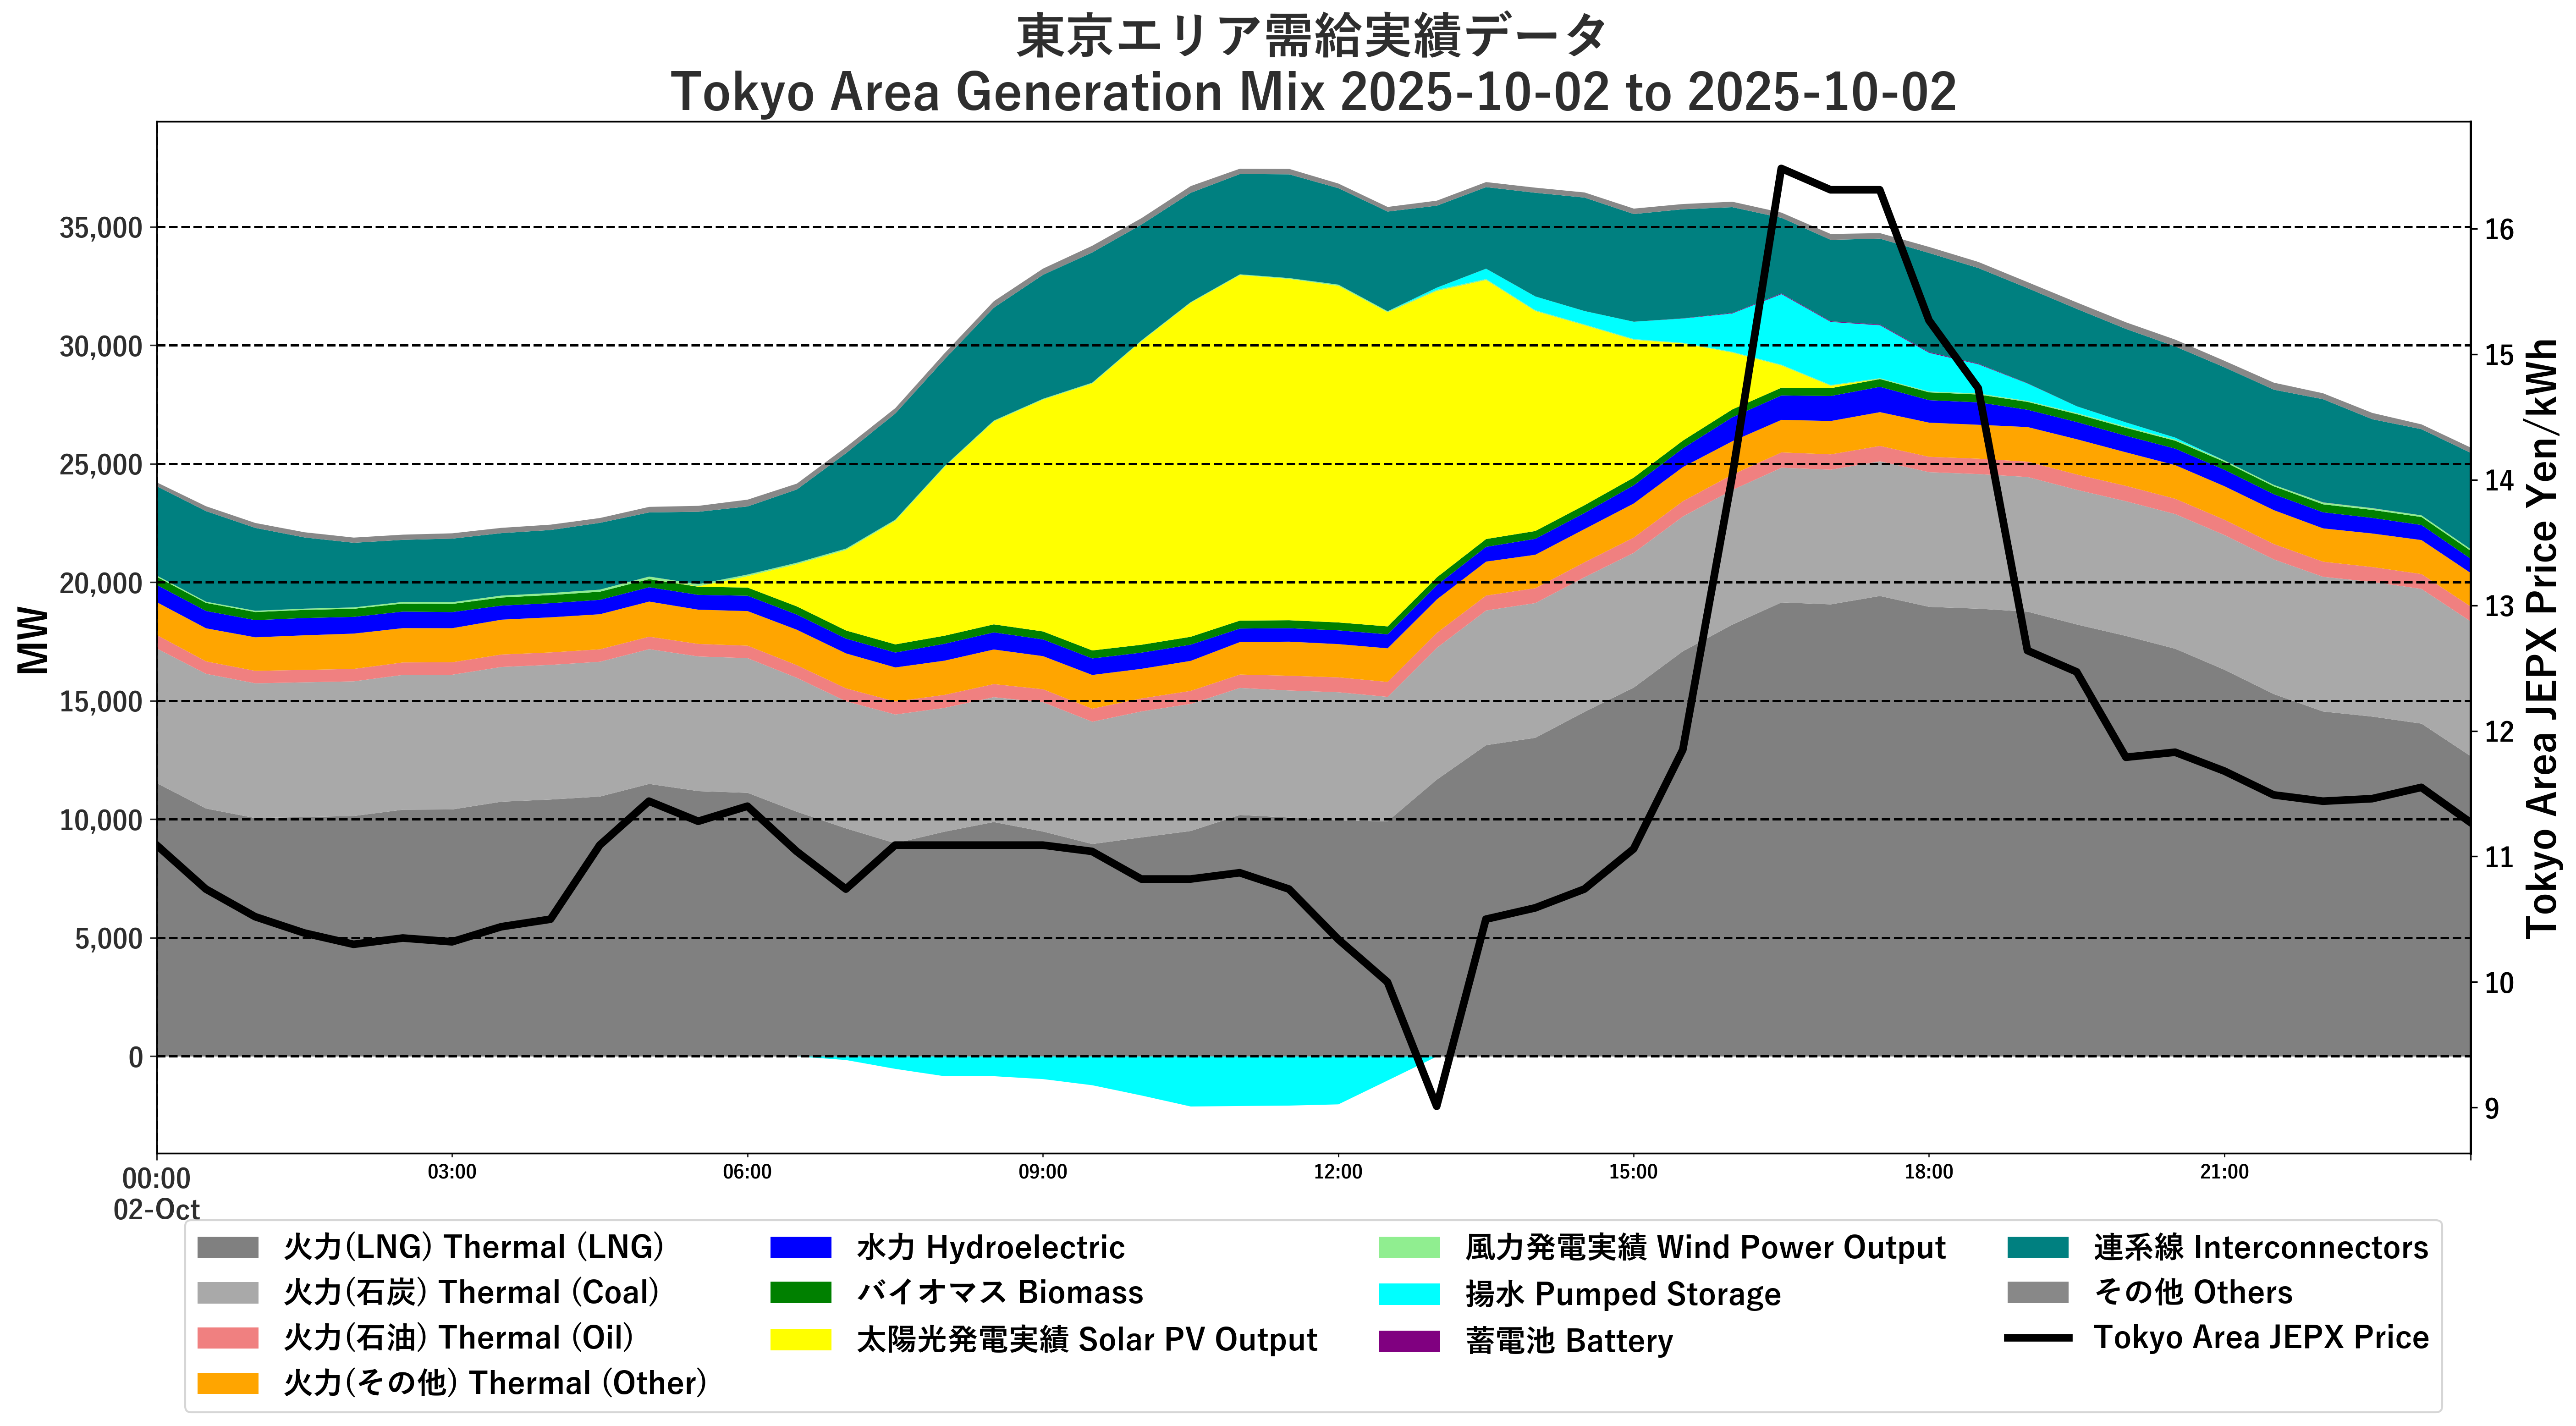 東京エリア需給実績データ
Tokyo Area Generation Mix 2025-10-02 to 2025-10-02
MW
35,000
30,000
25,000
20,000
15,000
10,000
5,000
0
16
15
14
13
12
11
10
9
Tokyo Area JEPX Price Yen/kWh
00:00
02-Oct
03:00
06:00
09:00
12:00
15:00
18:00
21:00
火力(LNG) Thermal (LNG)
火力(石炭) Thermal (Coal)
火力(石油) Thermal (Oil)
火力(その他) Thermal (Other)
水力 Hydroelectric
バイオマス Biomass
太陽光発電実績 Solar PV Output
風力発電実績 Wind Power Output
揚水 Pumped Storage
蓄電池 Battery
連系線 Interconnectors
その他 Others
Tokyo Area JEPX Price